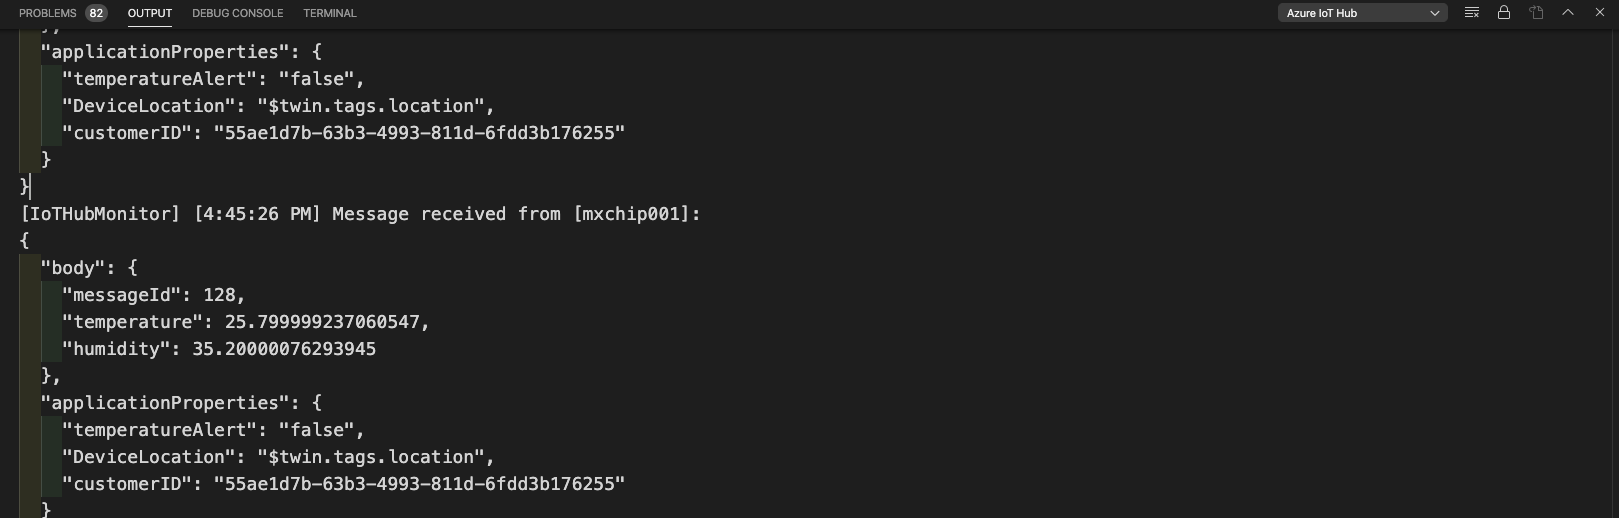 PROBLEMS 82 OUTPUT DEBUG CONSOLE TERMINAL Azure IoT Hub
},
"applicationProperties": {
"temperatureAlert": "false",
"DeviceLocation": "$twin.tags.location",
"customerID": "55ae1d7b-63b3-4993-811d-6fdd3b176255"
}
}
[IoTHubMonitor] [4:45:26 PM] Message received from [mxchip001]:
{
"body": {
"messageId": 128,
"temperature": 25.799999237060547,
"humidity": 35.20000076293945
},
"applicationProperties": {
"temperatureAlert": "false",
"DeviceLocation": "$twin.tags.location",
"customerID": "55ae1d7b-63b3-4993-811d-6fdd3b176255"
}